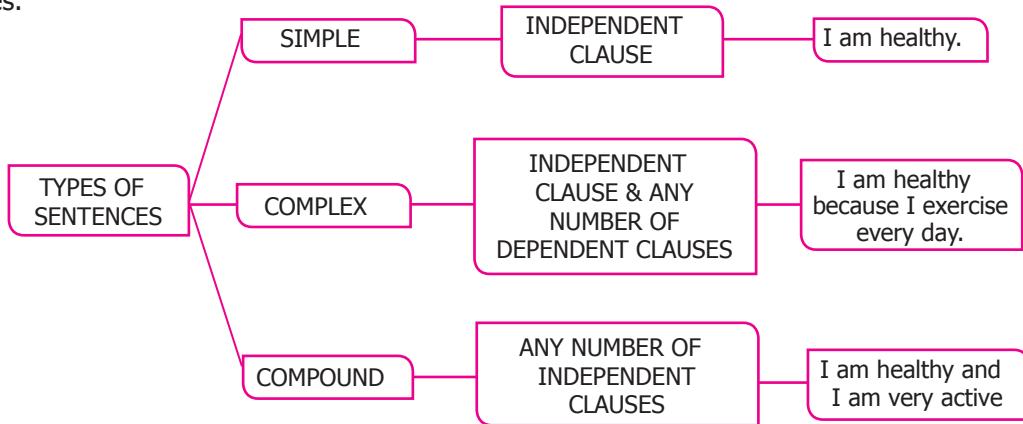 es.
SIMPLE
INDEPENDENT
CLAUSE
I am healthy.
TYPES OF
SENTENCES
COMPLEX
INDEPENDENT
CLAUSE & ANY
NUMBER OF
DEPENDENT CLAUSES
I am healthy
because I exercise
every day.
COMPOUND
ANY NUMBER OF
INDEPENDENT
CLAUSES
I am healthy and
I am very active